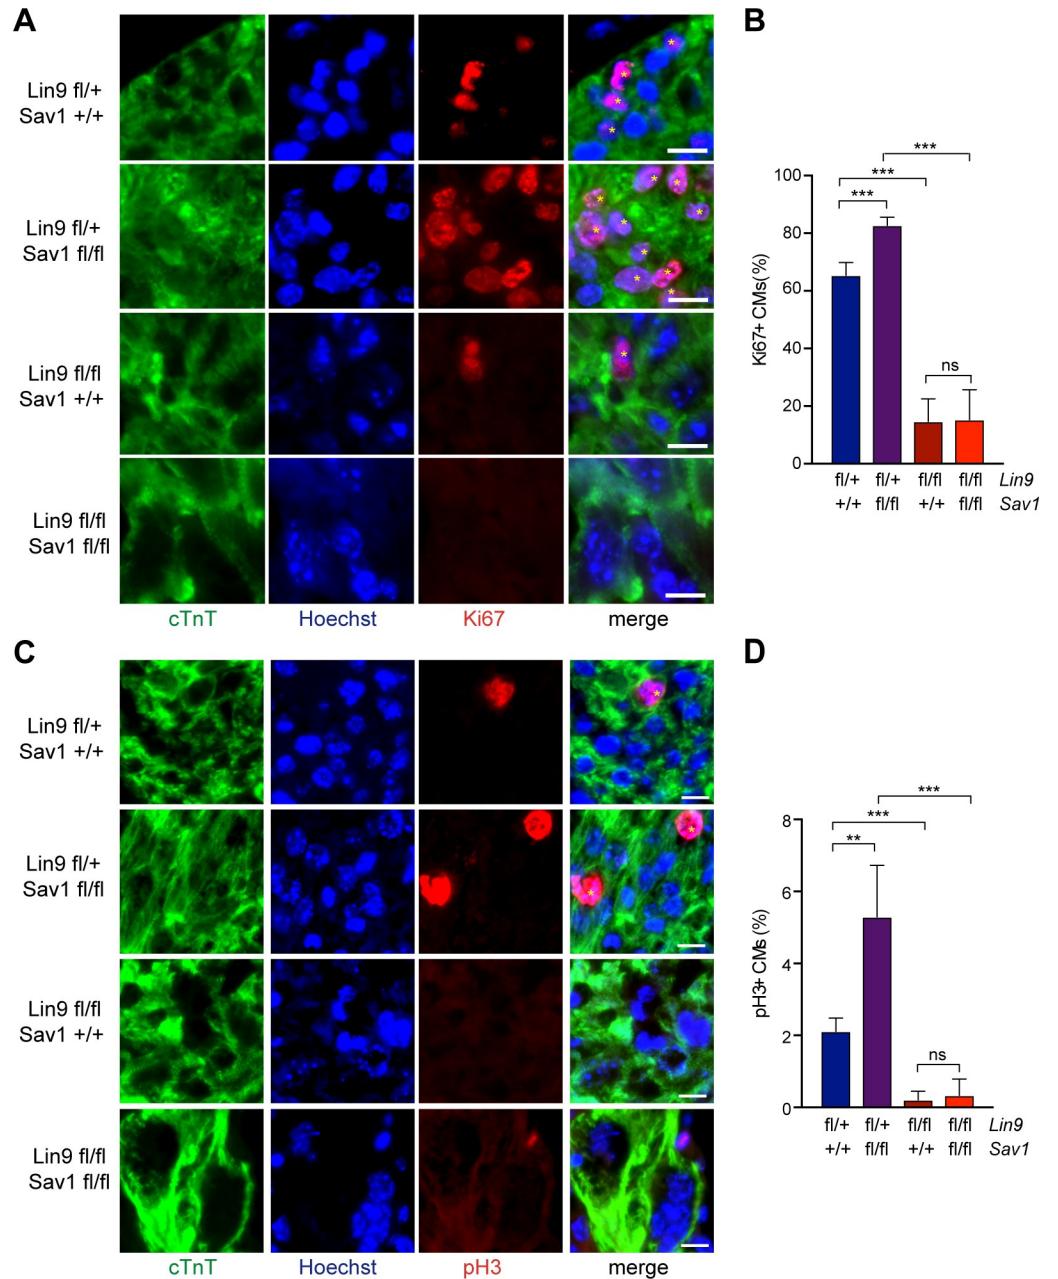 A
Lin9 fl/+
Sav1 +/+
Lin9 fl/+
Sav1 fl/fl
Lin9 fl/fl
Sav1 +/+
Lin9 fl/fl
Sav1 fl/fl
cTnT Hoechst Ki67 merge
B
Ki67+ CMs(%)
100
80
60
40
20
0
***
***
***
ns
fl/+ fl/+ fl/fl fl/fl Lin9
+/+ fl/fl +/+ fl/fl Sav1
C
Lin9 fl/+
Sav1 +/+
Lin9 fl/+
Sav1 fl/fl
Lin9 fl/fl
Sav1 +/+
Lin9 fl/fl
Sav1 fl/fl
cTnT Hoechst pH3 merge
D
pH3+ CMs (%)
8
6
4
2
0
***
***
**
ns
fl/+ fl/+ fl/fl fl/fl Lin9
+/+ fl/fl +/+ fl/fl Sav1